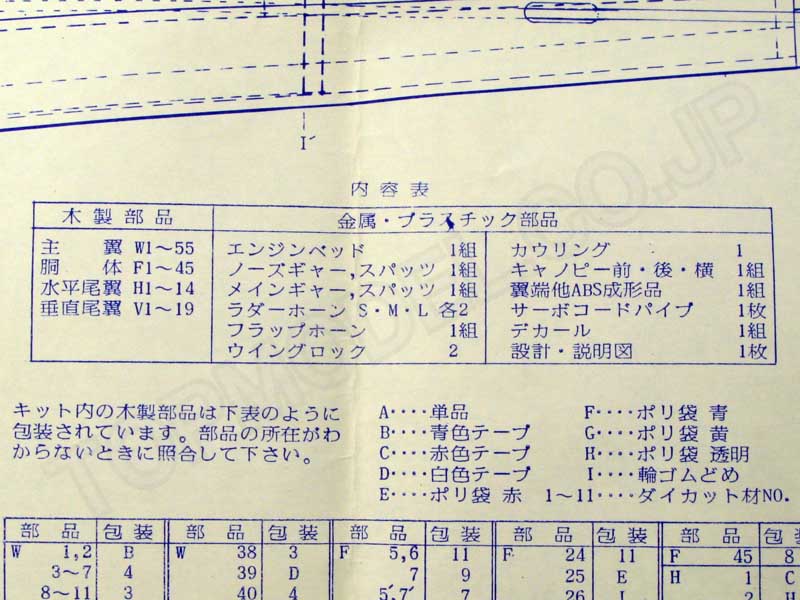 I´
内容表
木製部品 金属・プラスチック部品
主 翼 W1～55 エンジンベッド 1組 カウリング 1
胴 体 F1～45 ノーズギャー,スパッツ 1組 キャノピー前・後・横 1組
水平尾翼 H1～14 メインギャー,スパッツ 1組 翼端他ABS成形品 1組
垂直尾翼 V1～19 ラダーホーン S・M・L 各2 サーボコードパイプ 1枚
フラップホーン 1組 デカール 1組
ウイングロック 2 設計・説明図 1枚
キット内の木製部品は下表のように
包装されています。部品の所在がわ
からないときに照合して下さい。
A‥‥単品 F‥‥ポリ袋 青
B‥‥青色テープ G‥‥ポリ袋 黄
C‥‥赤色テープ H‥‥ポリ袋 透明
D‥‥白色テープ I‥‥輪ゴムどめ
E‥‥ポリ袋 赤 1～11‥‥ダイカット材NO.
部品 包装 部品 包装 部品 包装 部品 包装 部品 包装
W 1,2 B W 38 3 F 5,6 11 F 24 11 F 45 8
3～7 4 39 D 7 9 25 E H 1 C
8～11 3 40 4 5´,7´ 7 26 I 2 H
TOPMODEL.CO.JP